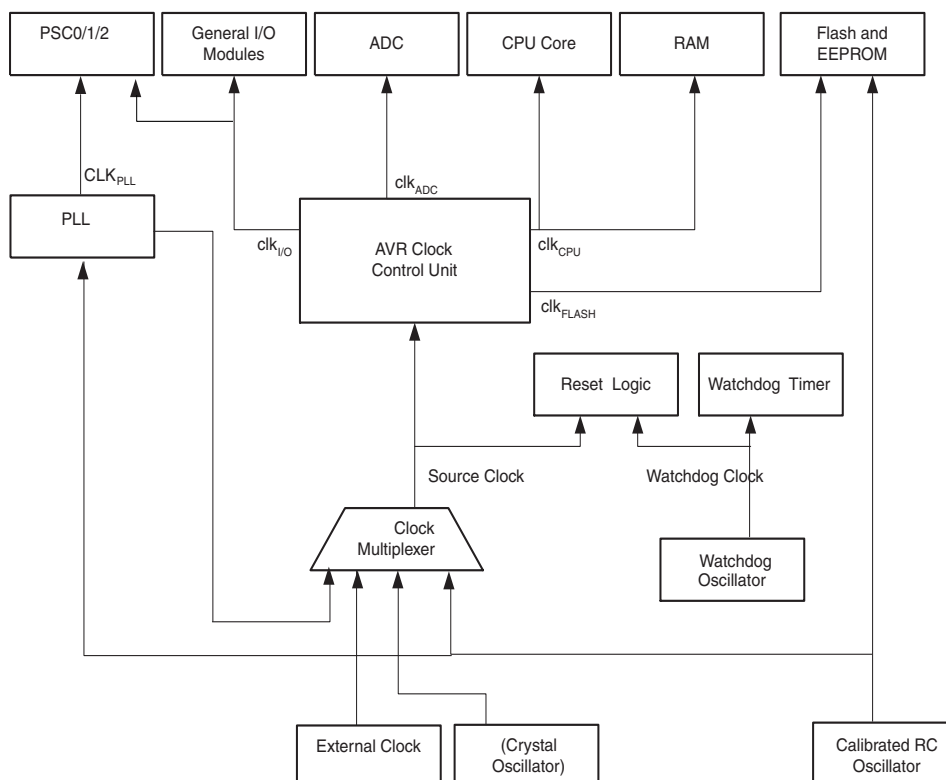 PSC0/1/2
General I/O
Modules
ADC
CPU Core
RAM
Flash and
EEPROM
CLKPLL
clkADC
PLL
clkI/O
AVR Clock
Control Unit
clkCPU
clkFLASH
Reset Logic
Watchdog Timer
Source Clock
Watchdog Clock
Clock
Multiplexer
Watchdog
Oscillator
External Clock
(Crystal
Oscillator)
Calibrated RC
Oscillator